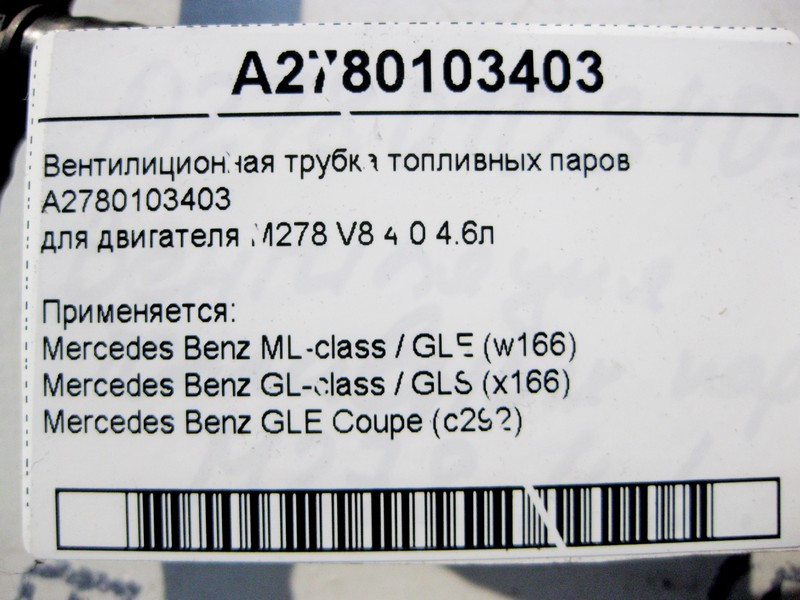 A2780103403
Вентилиционная трубка топливных паров
A2780103403
для двигателя M278 V8 4 0 4.6л
Применяется:
Mercedes Benz ML-class / GLE (w166)
Mercedes Benz GL-class / GLS (x166)
Mercedes Benz GLE Coupe (c292)